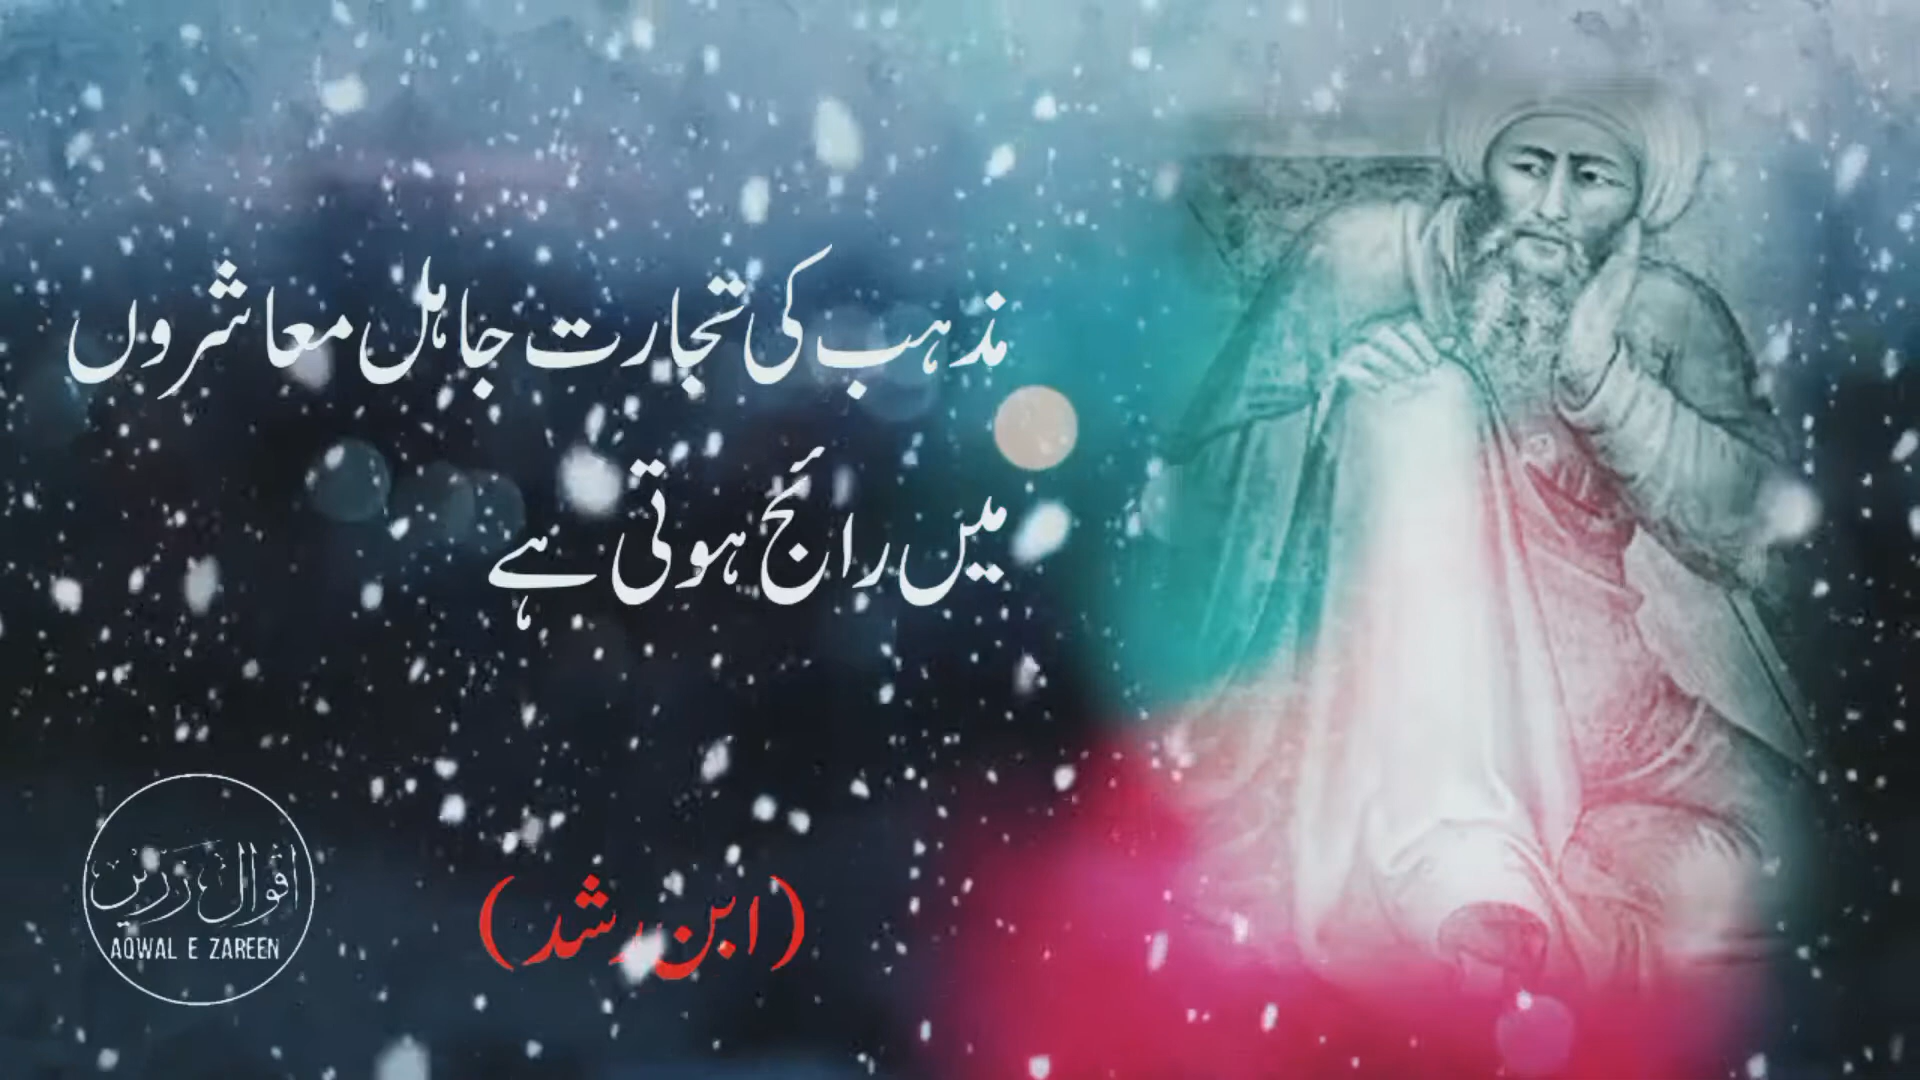 مذہب کی تجارت جاہل معاشروں
میں رائج ہوتی ہے
(ابن رشد)
اقوال زریں
AQWAL E ZAREEN